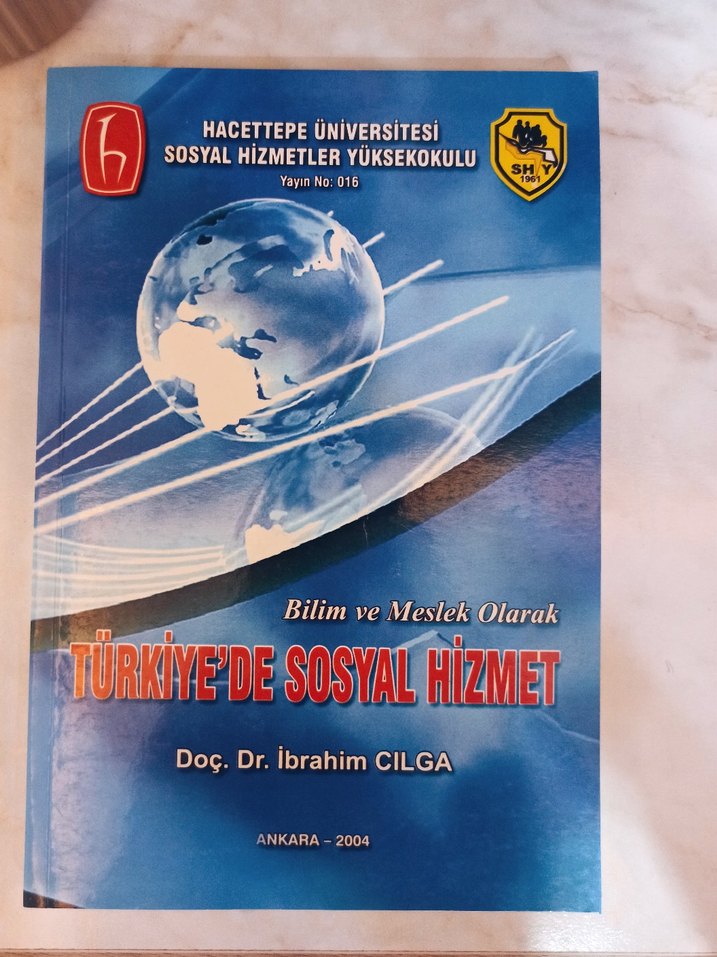 HACETTEPE ÜNİVERSİTESİ
SOSYAL HİZMETLER YÜKSEKOKULU
Yayın No: 016
SHY
1961
Bilim ve Meslek Olarak
TÜRKİYE'DE SOSYAL HİZMET
Doç. Dr. İbrahim CILGA
ANKARA – 2004